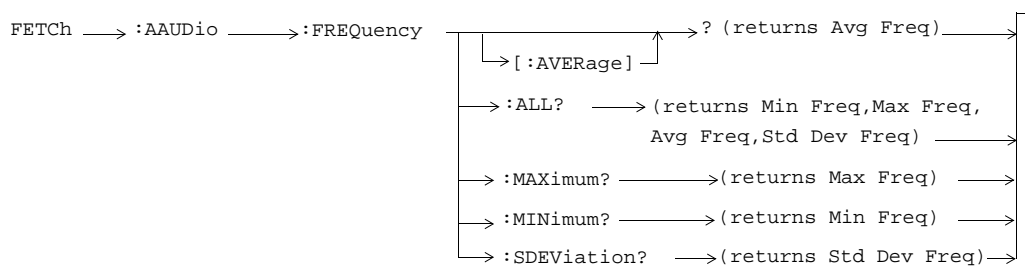 FETCh :AAUDio :FREQuency ? (returns Avg Freq)
[:AVERage]
:ALL? (returns Min Freq,Max Freq,
Avg Freq,Std Dev Freq)
:MAXimum? (returns Max Freq)
:MINimum? (returns Min Freq)
:SDEViation? (returns Std Dev Freq)